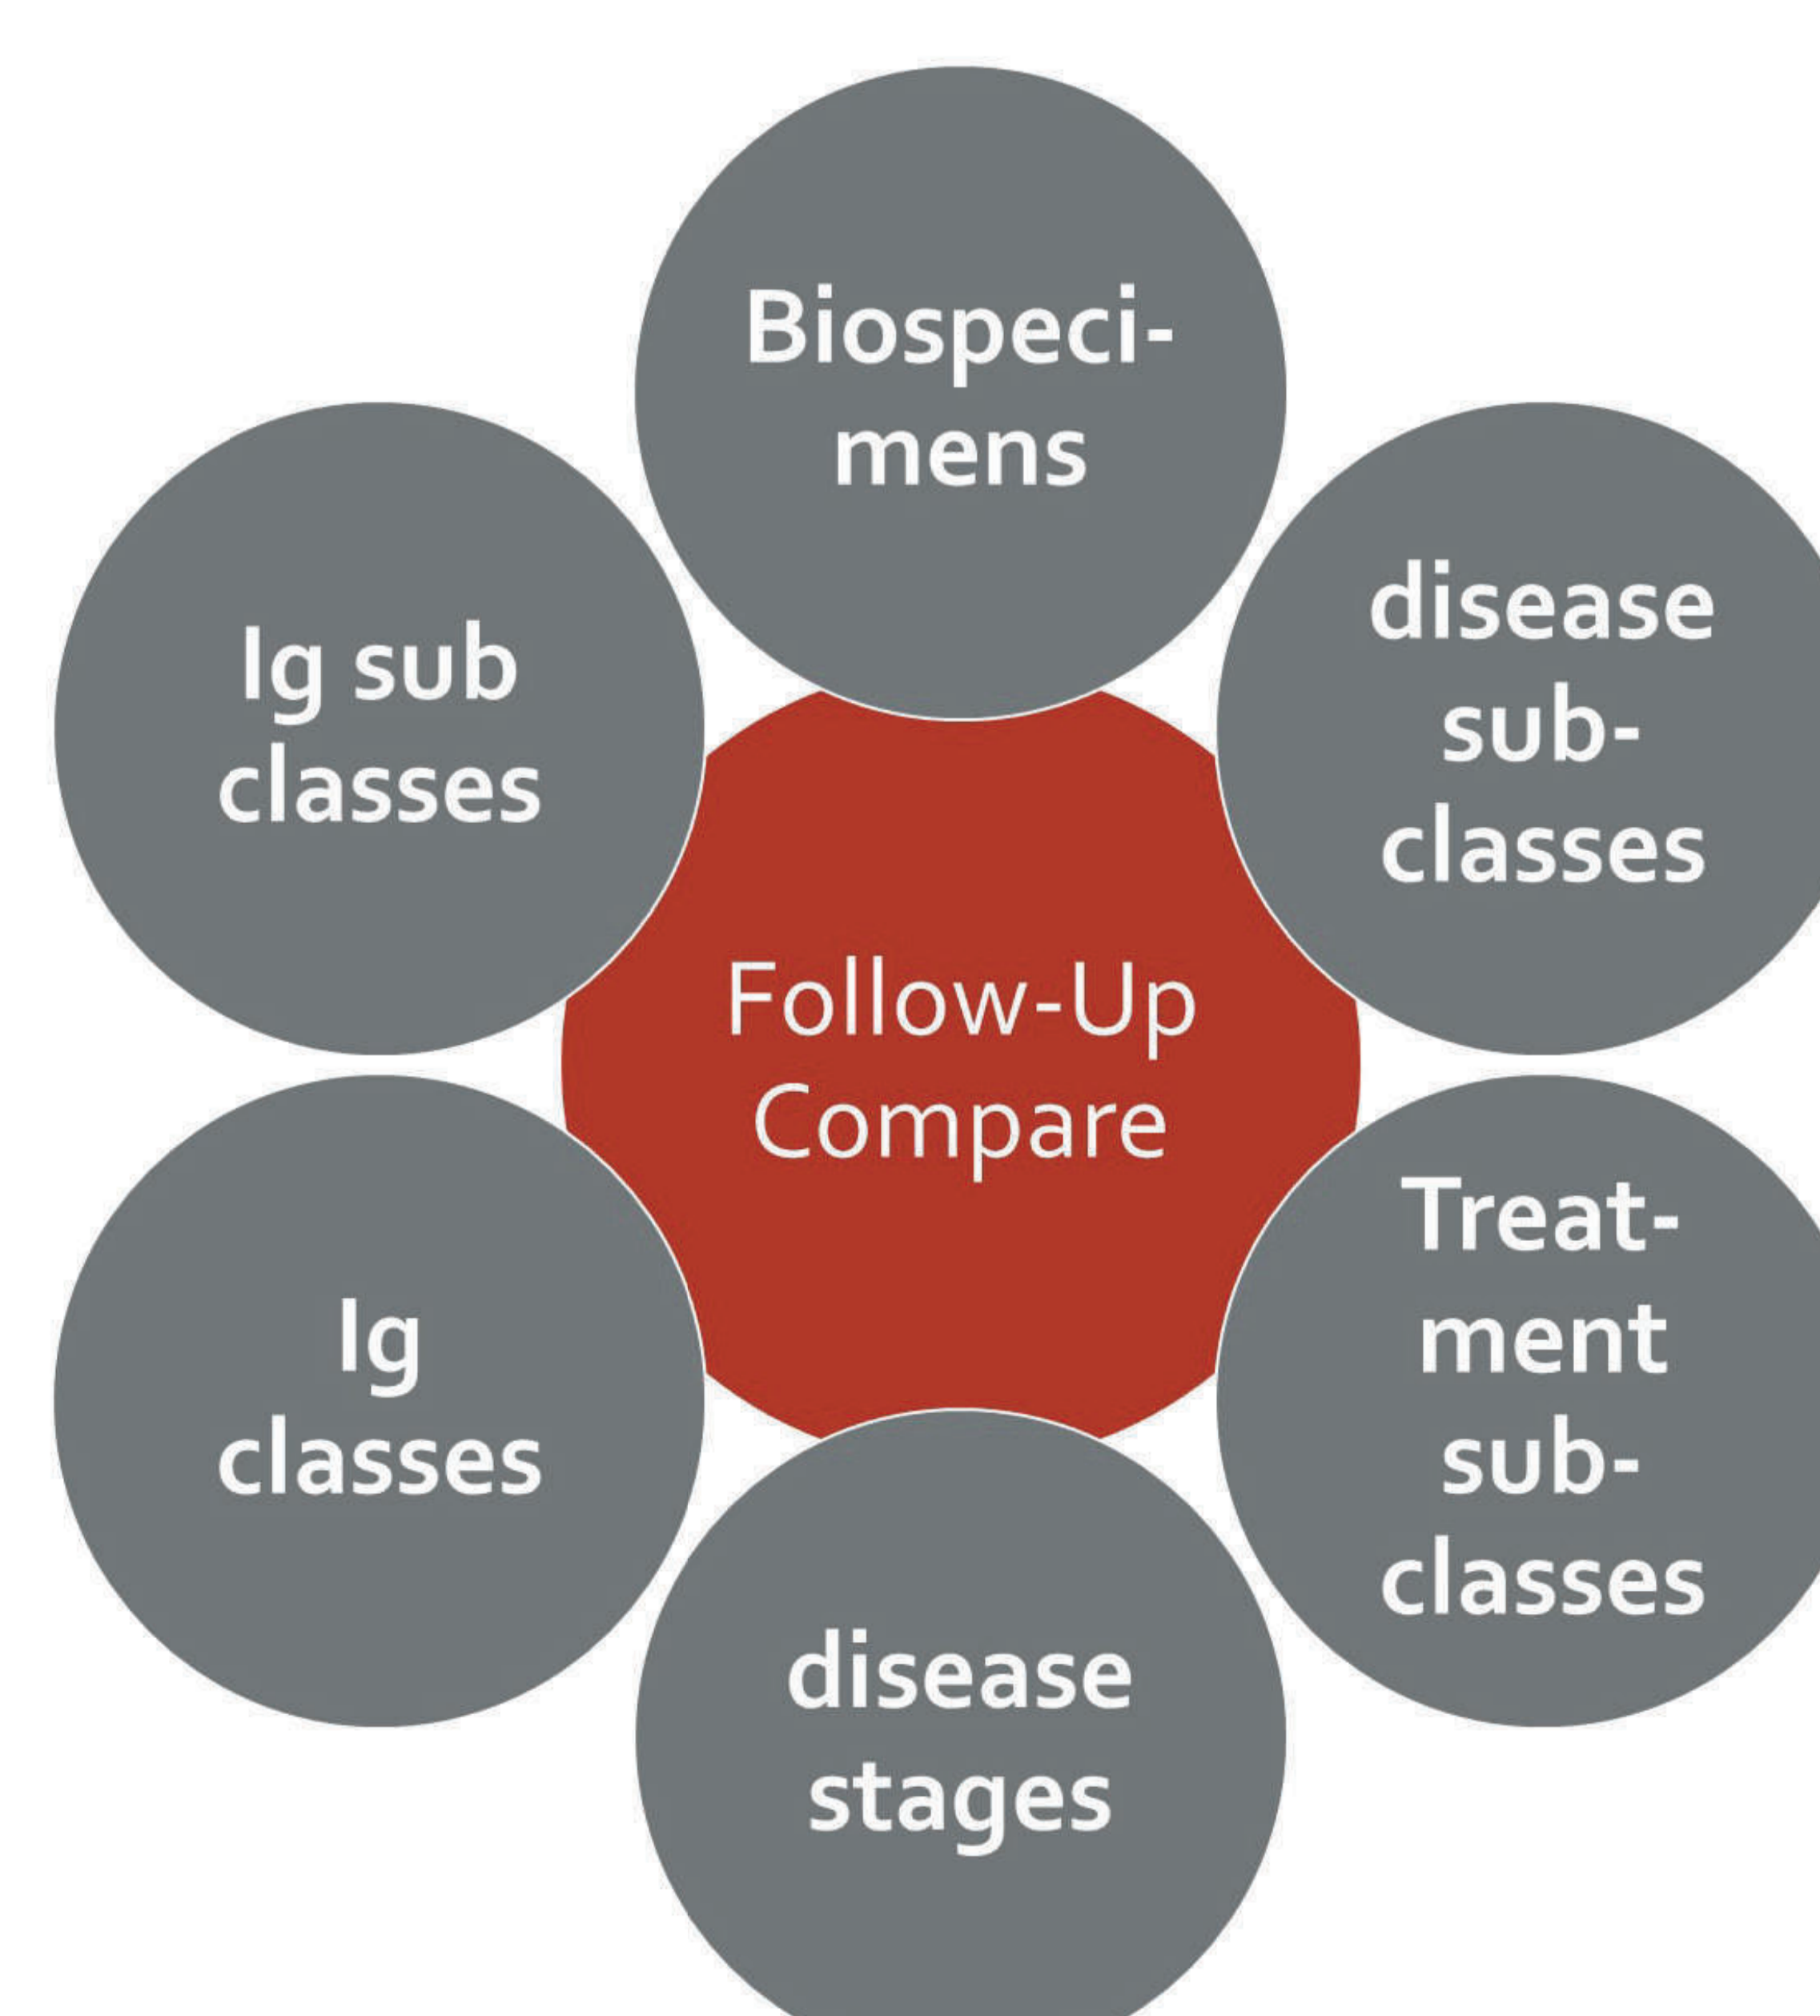 Biospeci-
mens
disease
sub-
classes
Treat-
ment
sub-
classes
disease
stages
Ig
classes
Ig sub
classes
Follow-Up
Compare